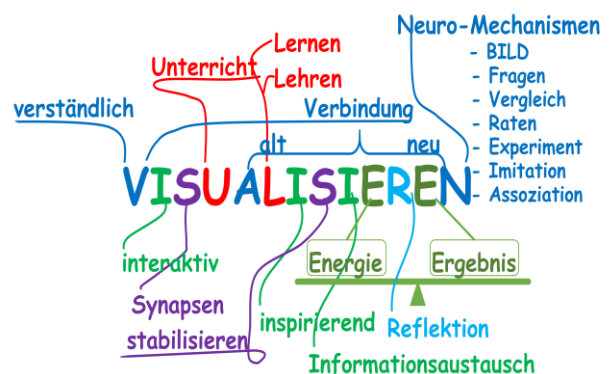 Neuro-Mechanismen
- BILD
- Fragen
- Vergleich
- Raten
- Experiment
- Imitation
- Assoziation
Lernen
Unterricht
Lehren
verständlich
Verbindung
alt
neu
VISUALISIEREN
interaktiv
Energie
Ergebnis
Synapsen
inspirierend
Reflektion
stabilisieren
Informationsaustausch